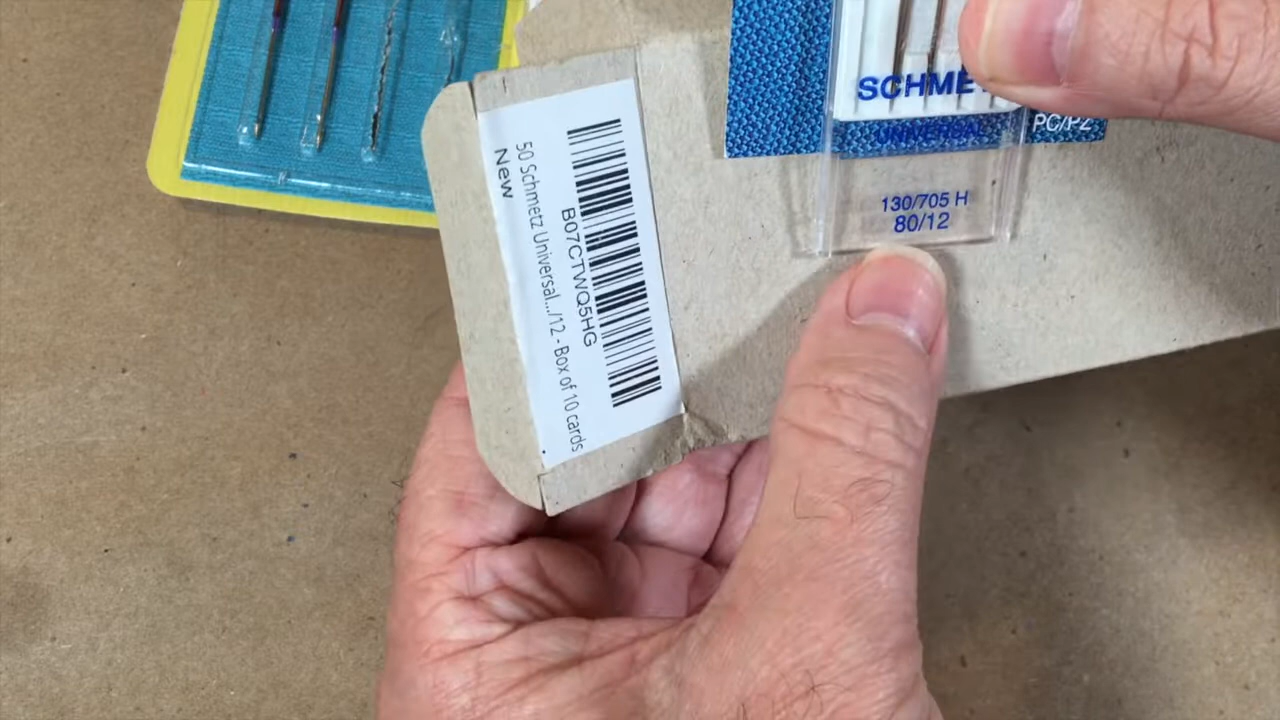 B07CTWQ5HG
50 Schmetz Universal.../12 - Box of 10 cards
New
SCHME
UNIVERSAL
PC/PZ
130/705 H
80/12